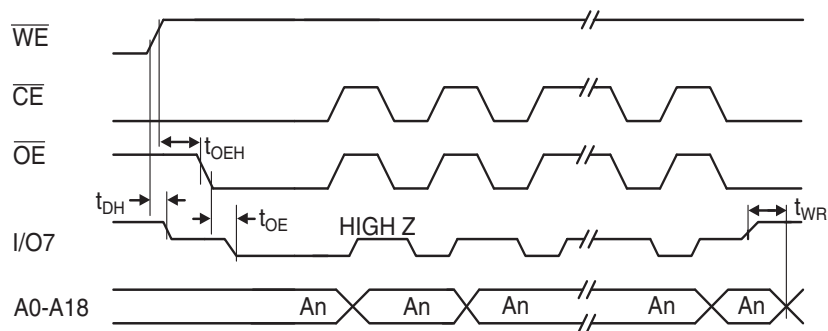 WE
CE
OE
tOEH
tDH
tOE
HIGH Z
tWR
I/O7
A0-A18
An An An An An